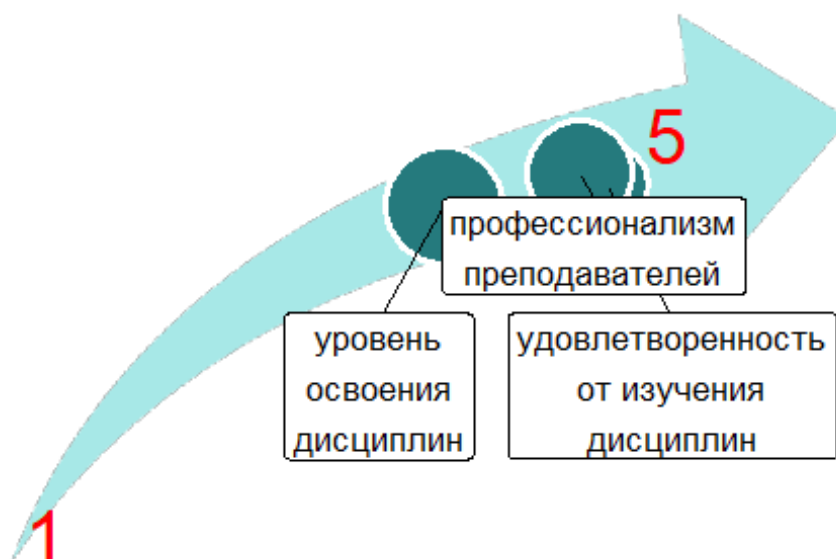 5
профессионализм
преподавателей
уровень
освоения
дисциплин
удовлетворенность
от изучения
дисциплин
1